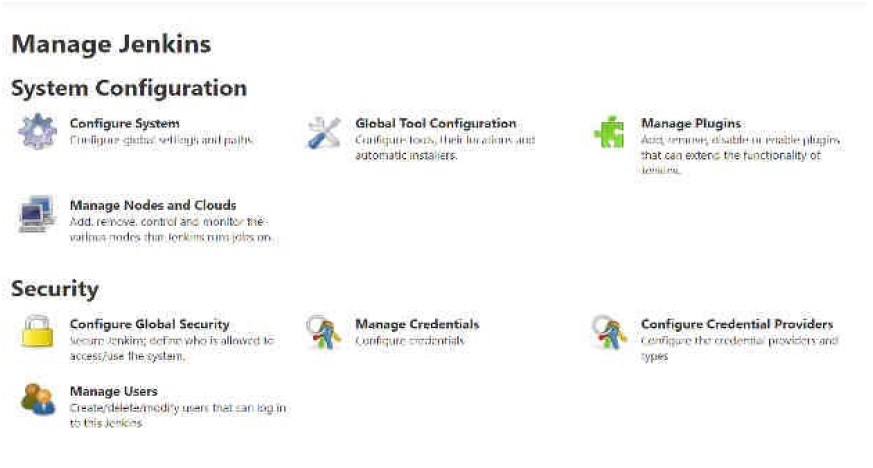 Manage Jenkins
System Configuration
Configure System
Configure global settings and paths.
Global Tool Configuration
Configure tools, their locations and
automatic installers.
Manage Plugins
Add, remove, disable or enable plugins
that can extend the functionality of
Jenkins.
Manage Nodes and Clouds
Add, remove, control and monitor the
various nodes that Jenkins runs jobs on.
Security
Configure Global Security
Secure Jenkins; define who is allowed to
access/use the system.
Manage Credentials
Configure credentials
Configure Credential Providers
Configure the credential providers and
types
Manage Users
Create/delete/modify users that can log in
to this Jenkins